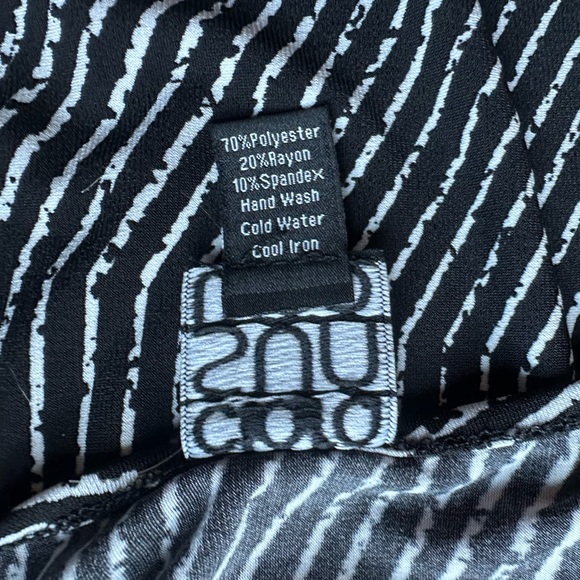 70%Polyester
20%Rayon
10%Spandex
Hand Wash
Cold Water
Cool Iron